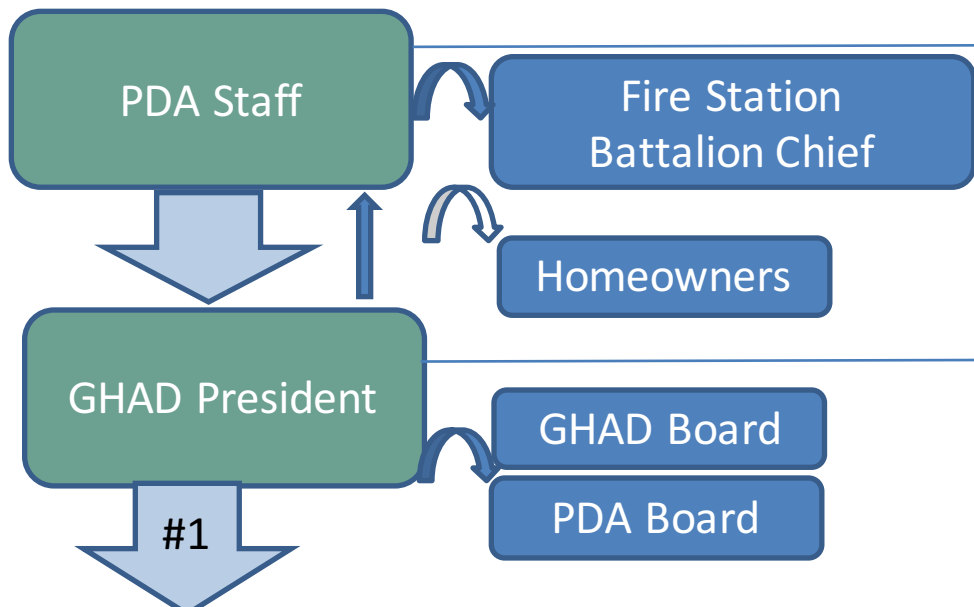 PDA Staff
Fire Station
Battalion Chief
Homeowners
GHAD President
GHAD Board
PDA Board
#1